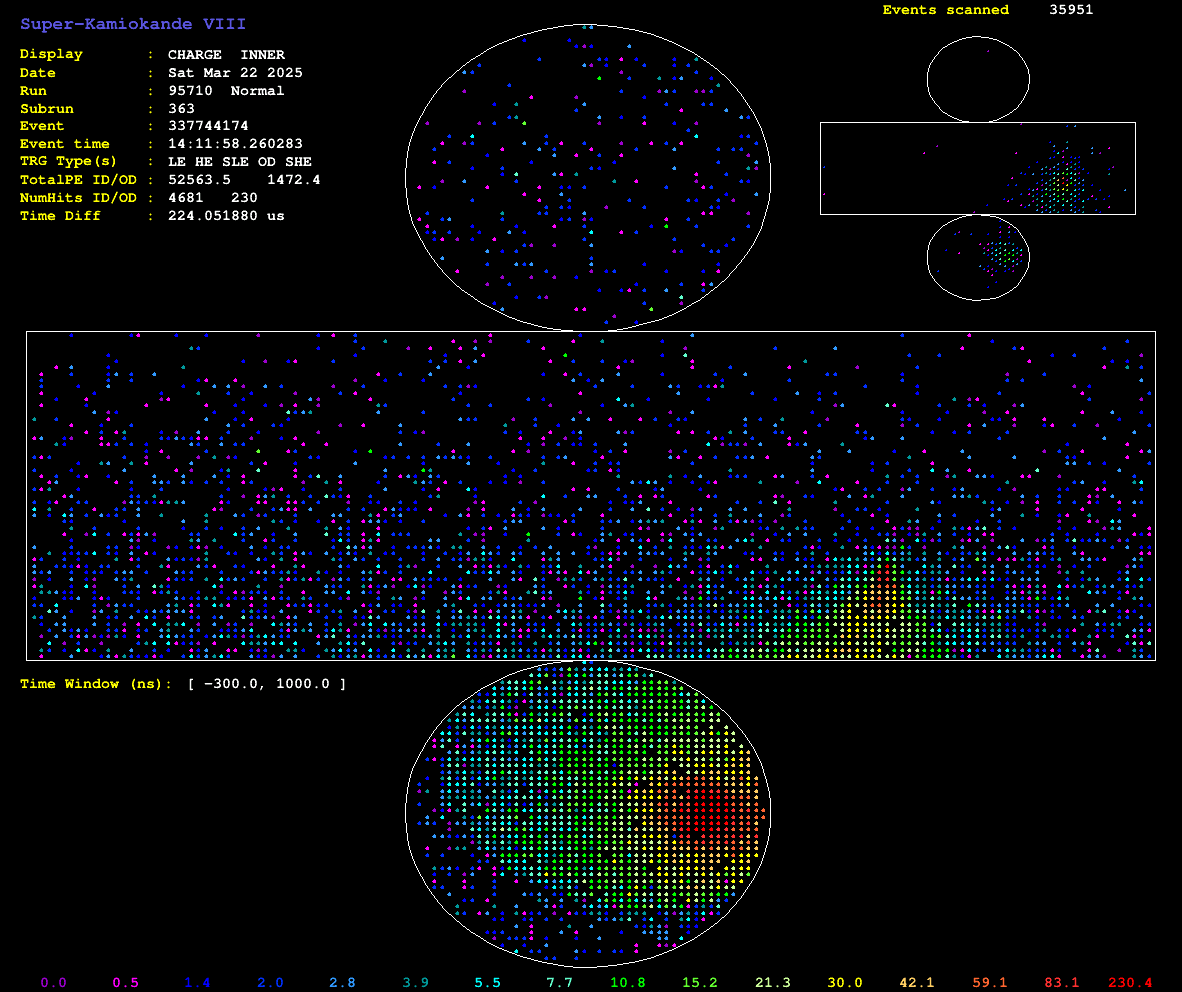 Super-Kamiokande VIII
Events scanned 35951
Display : CHARGE INNER
Date : Sat Mar 22 2025
Run : 95710 Normal
Subrun : 363
Event : 337744174
Event time : 14:11:58.260283
TRG Type(s) : LE HE SLE OD SHE
TotalPE ID/OD : 52563.5 1472.4
NumHits ID/OD : 4681 230
Time Diff : 224.051880 us
Time Window (ns): [ -300.0, 1000.0 ]
0.0 0.5 1.4 2.0 2.8 3.9 5.5 7.7 10.8 15.2 21.3 30.0 42.1 59.1 83.1 230.4